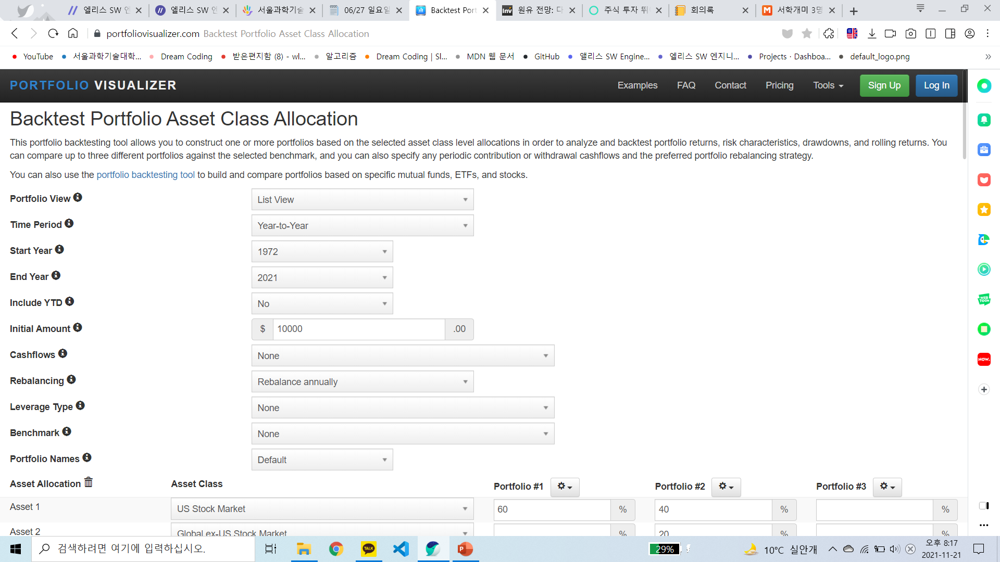 엘리스 SW 엔
엘리스 SW 엔
서울과학기술
06/27 일요일
Backtest Port
Inv 원유 전망: 다
주식 투자 뛰
회의록
M 서학개미 3명
portfoliovisualizer.com Backtest Portfolio Asset Class Allocation
YouTube
서울과학기술대학...
Dream Coding
받은편지함 (8) - wl...
알고리즘
Dream Coding | Sl...
MDN 웹 문서
GitHub
앨리스 SW Engine...
엘리스 SW 엔지니...
Projects · Dashboa...
default_logo.png
PORTFOLIO VISUALIZER
Examples
FAQ
Contact
Pricing
Tools
Sign Up
Log In
Backtest Portfolio Asset Class Allocation
This portfolio backtesting tool allows you to construct one or more portfolios based on the selected asset class level allocations in order to analyze and backtest portfolio returns, risk characteristics, drawdowns, and rolling returns. You
can compare up to three different portfolios against the selected benchmark, and you can also specify any periodic contribution or withdrawal cashflows and the preferred portfolio rebalancing strategy.
You can also use the portfolio backtesting tool to build and compare portfolios based on specific mutual funds, ETFs, and stocks.
Portfolio View List View
Time Period Year-to-Year
Start Year 1972
End Year 2021
Include YTD No
Initial Amount $ 10000 .00
Cashflows None
Rebalancing Rebalance annually
Leverage Type None
Benchmark None
Portfolio Names Default
Asset Allocation Asset Class Portfolio #1 Portfolio #2 Portfolio #3
Asset 1 US Stock Market 60 % 40 % %
Asset 2 Global ex-US Stock Market % 20 % %
WEB TOON
NOW.
검색하려면 여기에 입력하십시오.
TALK
29%
10°C 실안개
오후 8:17
2021-11-21